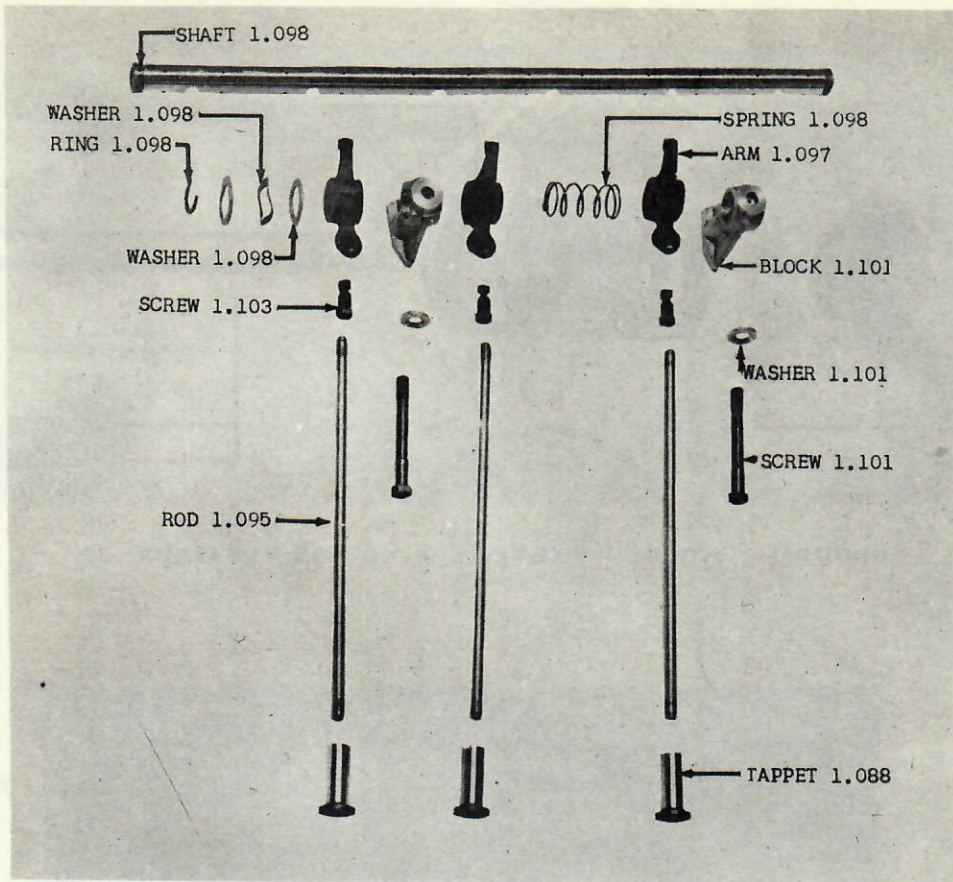 SHAFT 1.098
WASHER 1.098
SPRING 1.098
RING 1.098
ARM 1.097
WASHER 1.098
BLOCK 1.101
SCREW 1.103
WASHER 1.101
SCREW 1.101
ROD 1.095
TAPPET 1.088